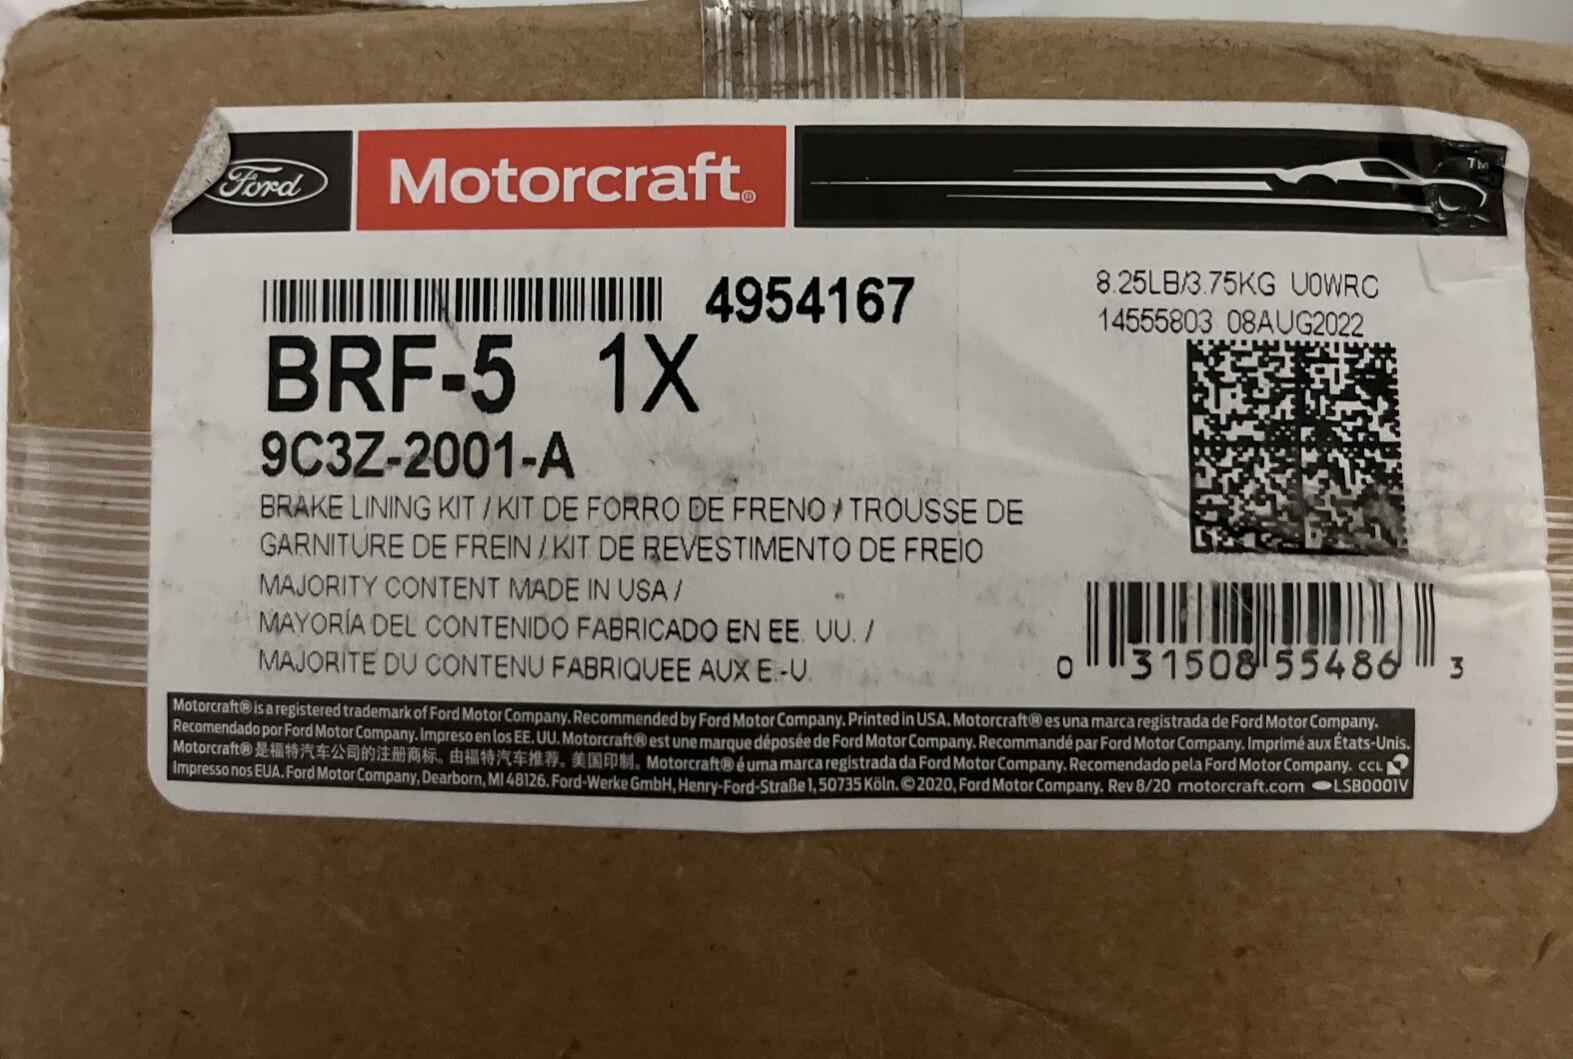 Ford Motorcraft® TM
4954167
8.25LB/3.75KG U0WRC
14555803 08AUG2022
BRF-5 1X
9C3Z-2001-A
BRAKE LINING KIT / KIT DE FORRO DE FRENO / TROUSSE DE
GARNITURE DE FREIN / KIT DE REVESTIMENTO DE FREIO
MAJORITY CONTENT MADE IN USA /
MAYORÍA DEL CONTENIDO FABRICADO EN EE. UU. /
MAJORITE DU CONTENU FABRIQUEE AUX E.-U.
0 31508 55486 3
Motorcraft® is a registered trademark of Ford Motor Company. Recommended by Ford Motor Company. Printed in USA. Motorcraft® es una marca registrada de Ford Motor Company.
Recomendado por Ford Motor Company. Impreso en los EE. UU. Motorcraft® est une marque déposée de Ford Motor Company. Recommandé par Ford Motor Company. Imprimé aux États-Unis.
Motorcraft® 是福特汽车公司的注册商标。由福特汽车推荐。美国印制。Motorcraft® é uma marca registrada da Ford Motor Company. Recomendado pela Ford Motor Company. CCL
Impresso nos EUA. Ford Motor Company, Dearborn, MI 48126. Ford-Werke GmbH, Henry-Ford-Straße 1, 50735 Köln. © 2020, Ford Motor Company. Rev 8/20 motorcraft.com LSB0001V